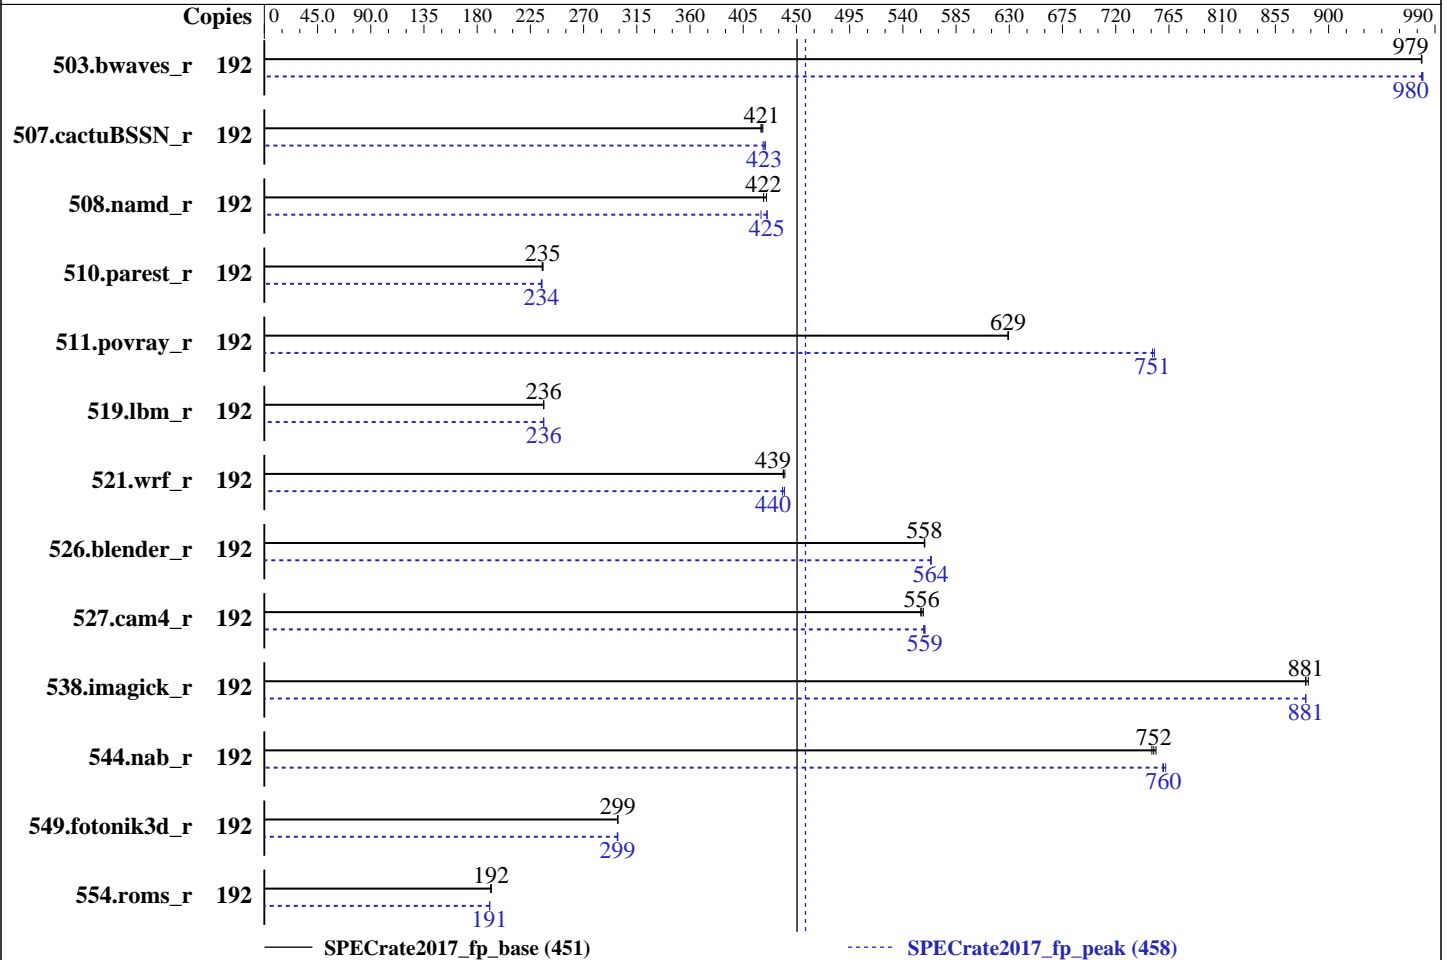 Copies 0 45.0 90.0 135 180 225 270 315 360 405 450 495 540 585 630 675 720 765 810 855 900 990
503.bwaves_r 192 979
980
507.cactuBSSN_r 192 421
423
508.namd_r 192 422
425
510.parest_r 192 235
234
511.povray_r 192 629
751
519.lbm_r 192 236
236
521.wrf_r 192 439
440
526.blender_r 192 558
564
527.cam4_r 192 556
559
538.imagick_r 192 881
881
544.nab_r 192 752
760
549.fotonik3d_r 192 299
299
554.roms_r 192 192
191
SPECrate2017_fp_base (451) SPECrate2017_fp_peak (458)